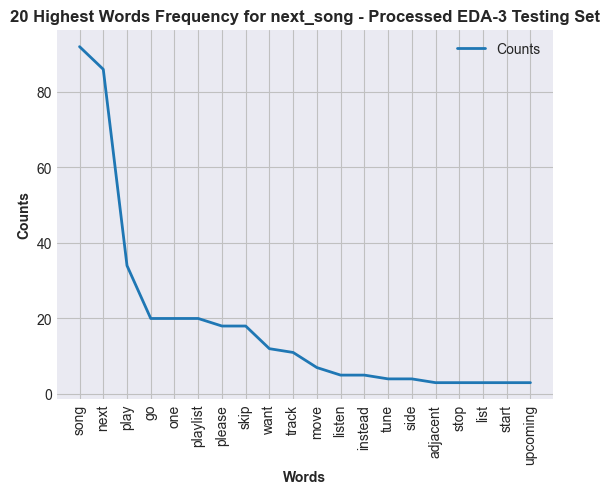 20 Highest Words Frequency for next_song - Processed EDA-3 Testing Set
Counts
80
60
40
20
0
Counts
song
next
play
go
one
playlist
please
skip
want
track
move
listen
instead
tune
side
adjacent
stop
list
start
upcoming
Words